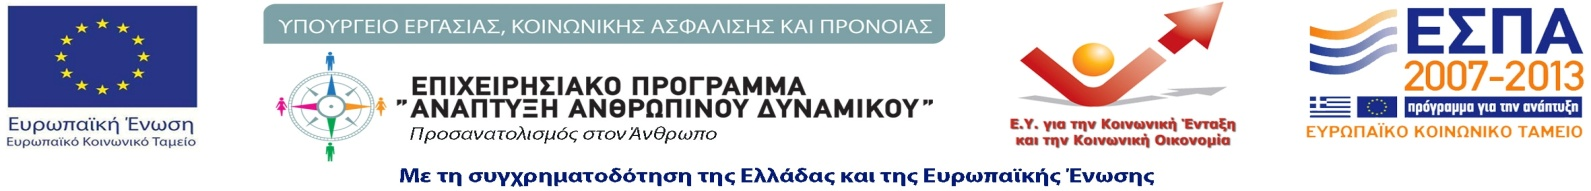 Ευρωπαϊκή Ένωση
Ευρωπαϊκό Κοινωνικό Ταμείο
ΥΠΟΥΡΓΕΙΟ ΕΡΓΑΣΙΑΣ, ΚΟΙΝΩΝΙΚΗΣ ΑΣΦΑΛΙΣΗΣ ΚΑΙ ΠΡΟΝΟΙΑΣ
ΕΠΙΧΕΙΡΗΣΙΑΚΟ ΠΡΟΓΡΑΜΜΑ
"ΑΝΑΠΤΥΞΗ ΑΝΘΡΩΠΙΝΟΥ ΔΥΝΑΜΙΚΟΥ"
Προσανατολισμός στον Άνθρωπο
Ε.Υ. για την Κοινωνική Ένταξη
και την Κοινωνική Οικονομία
ΕΣΠΑ
2007-2013
πρόγραμμα για την ανάπτυξη
ΕΥΡΩΠΑΪΚΟ ΚΟΙΝΩΝΙΚΟ ΤΑΜΕΙΟ
Με τη συγχρηματοδότηση της Ελλάδας και της Ευρωπαϊκής Ένωσης